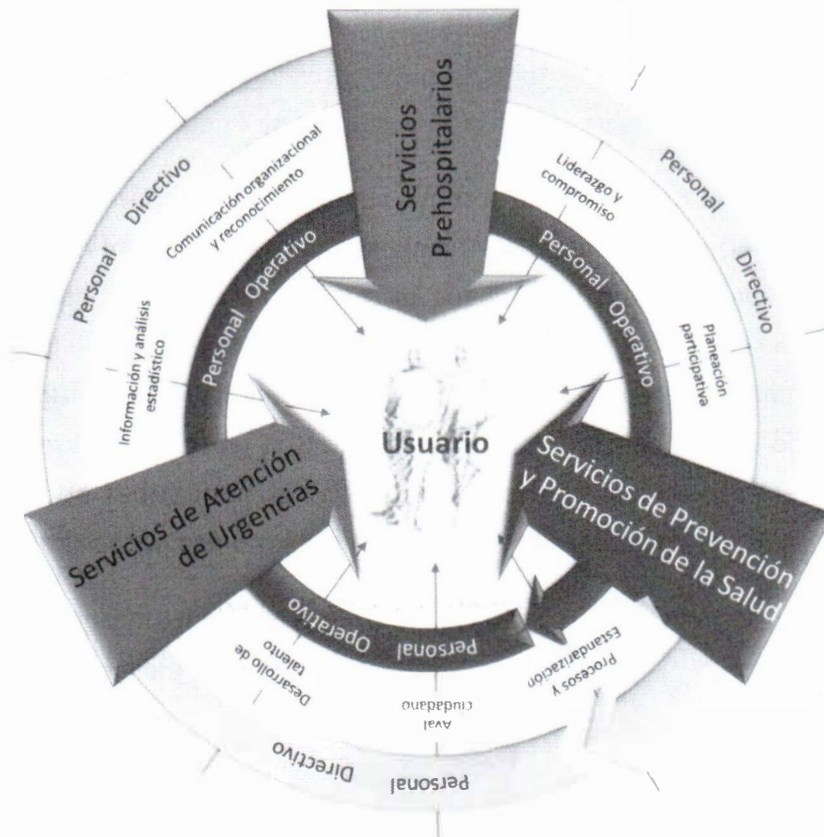 Servicios
Prehospitalarios
Personal Directivo
Comunicación organizacional
y reconocimiento
Liderazgo y
compromiso
Personal Directivo
Personal Operativo
Personal Operativo
Información y análisis
estadístico
Planeación
participativa
Usuario
Servicios de Atención
de Urgencias
Servicios de Prevención
y Promoción de la Salud
Personal Operativo
Desarrollo de
talento
Aval
ciudadano
Procesos y
Estandarización
Personal Directivo